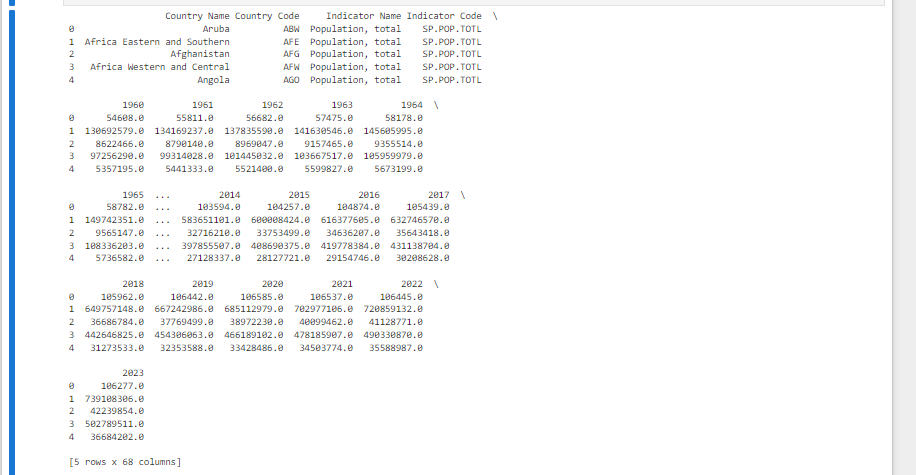 Country Name Country Code Indicator Name Indicator Code \
0 Aruba ABW Population, total SP.POP.TOTL
1 Africa Eastern and Southern AFE Population, total SP.POP.TOTL
2 Afghanistan AFG Population, total SP.POP.TOTL
3 Africa Western and Central AFW Population, total SP.POP.TOTL
4 Angola AGO Population, total SP.POP.TOTL
1960 1961 1962 1963 1964 \
0 54608.0 55811.0 56682.0 57475.0 58178.0
1 130692579.0 134169237.0 137835590.0 141630546.0 145605995.0
2 8622466.0 8790140.0 8969047.0 9157465.0 9355514.0
3 97256290.0 99314028.0 101445032.0 103667517.0 105959979.0
4 5357195.0 5441333.0 5521400.0 5599827.0 5673199.0
1965 ... 2014 2015 2016 2017 \
0 58782.0 ... 103594.0 104257.0 104874.0 105439.0
1 149742351.0 ... 583651101.0 600008424.0 616377605.0 632746570.0
2 9565147.0 ... 32716210.0 33753499.0 34636207.0 35643418.0
3 108336203.0 ... 397855507.0 408690375.0 419778384.0 431138704.0
4 5736582.0 ... 27128337.0 28127721.0 29154746.0 30208628.0
2018 2019 2020 2021 2022 \
0 105962.0 106442.0 106585.0 106537.0 106445.0
1 649757148.0 667242986.0 685112979.0 702977106.0 720859132.0
2 36686784.0 37769499.0 38972230.0 40099462.0 41128771.0
3 442646825.0 454306063.0 466189102.0 478185907.0 490330870.0
4 31273533.0 32353588.0 33428486.0 34503774.0 35588987.0
2023
0 106277.0
1 739108306.0
2 42239854.0
3 502789511.0
4 36684202.0
[5 rows x 68 columns]